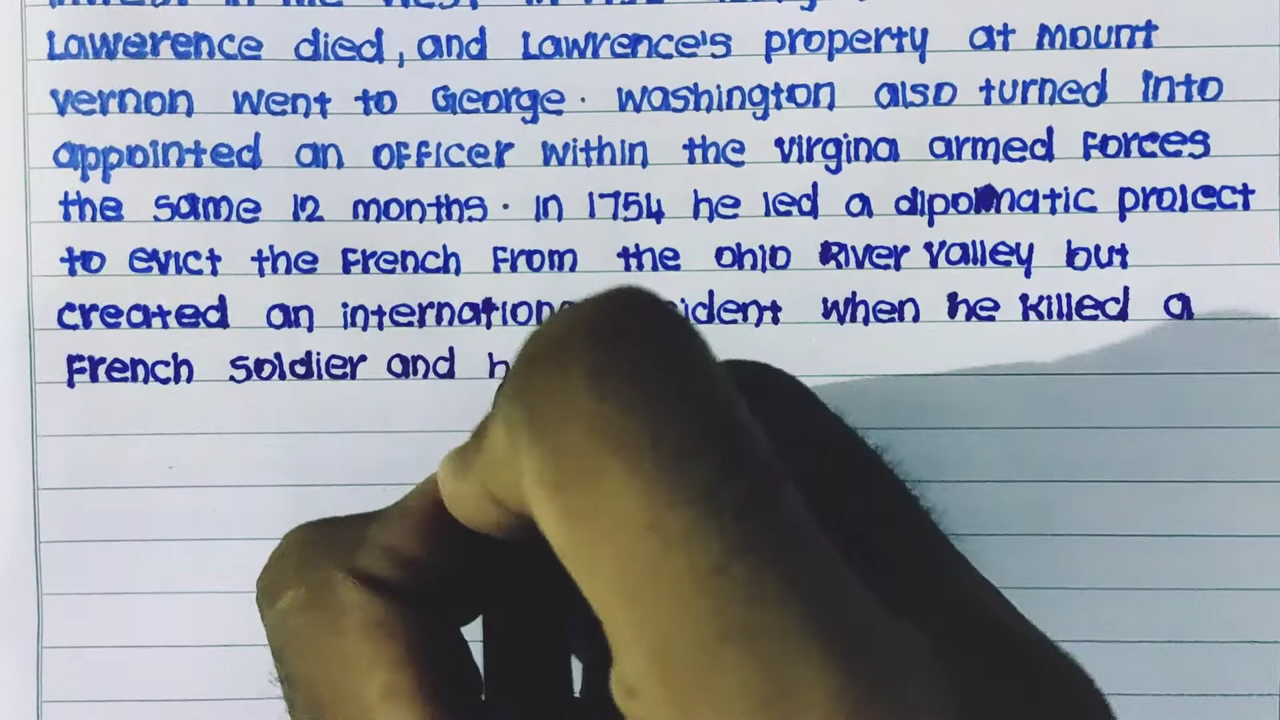 Lawerence died, and Lawrence's property at Mount
vernon went to George. washington also turned into
appointed an officer within the virgina armed Forces
the same 12 months. in 1754 he led a dipomatic project
to evict the French From the Ohio River valley but
created an when he killed a
French soldier and